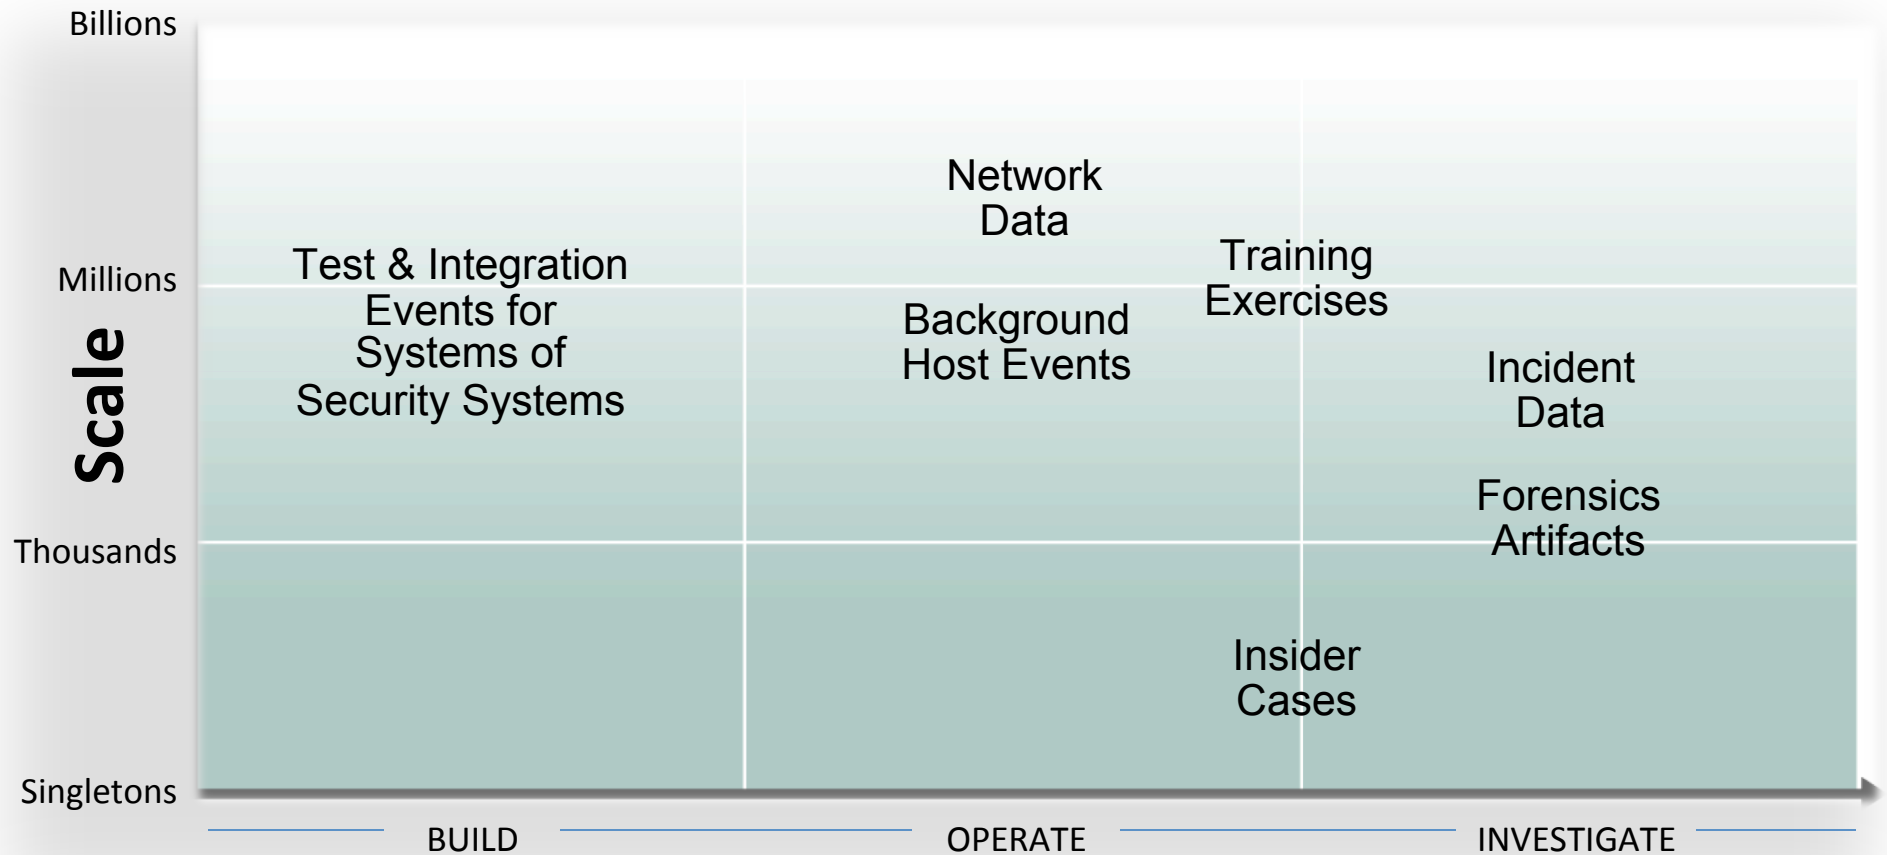 Billions
Network
Data
Training
Exercises
Test & Integration
Events for
Systems of
Security Systems
Millions
Background
Host Events
Scale
Incident
Data
Forensics
Artifacts
Thousands
Insider
Cases
Singletons
BUILD
OPERATE
INVESTIGATE